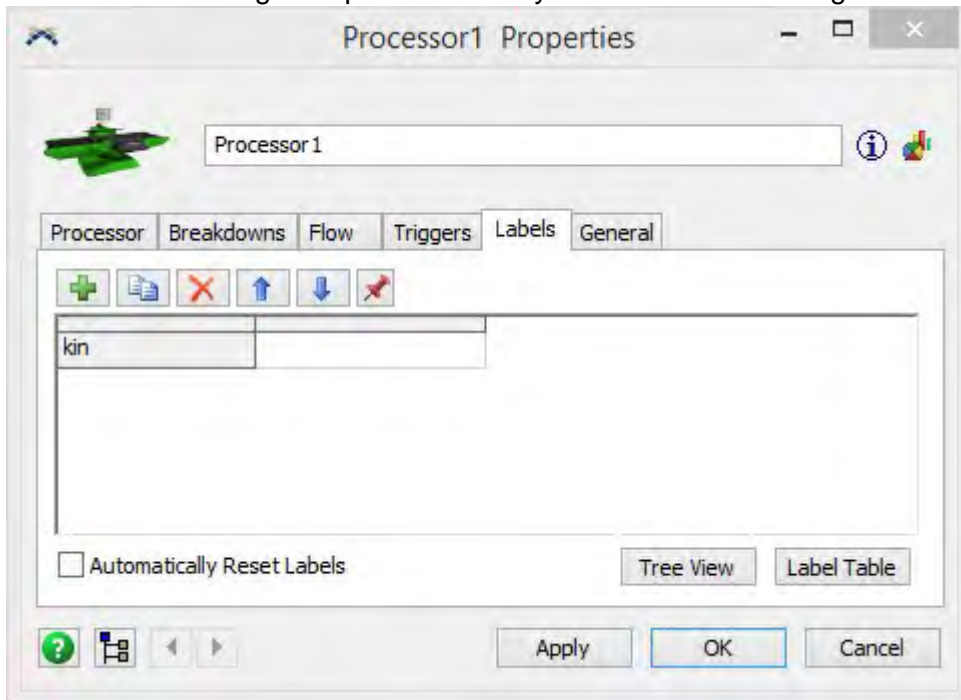 Processor1 Properties
Processor1
Processor Breakdowns Flow Triggers Labels General
kin
Automatically Reset Labels
Tree View Label Table
Apply OK Cancel